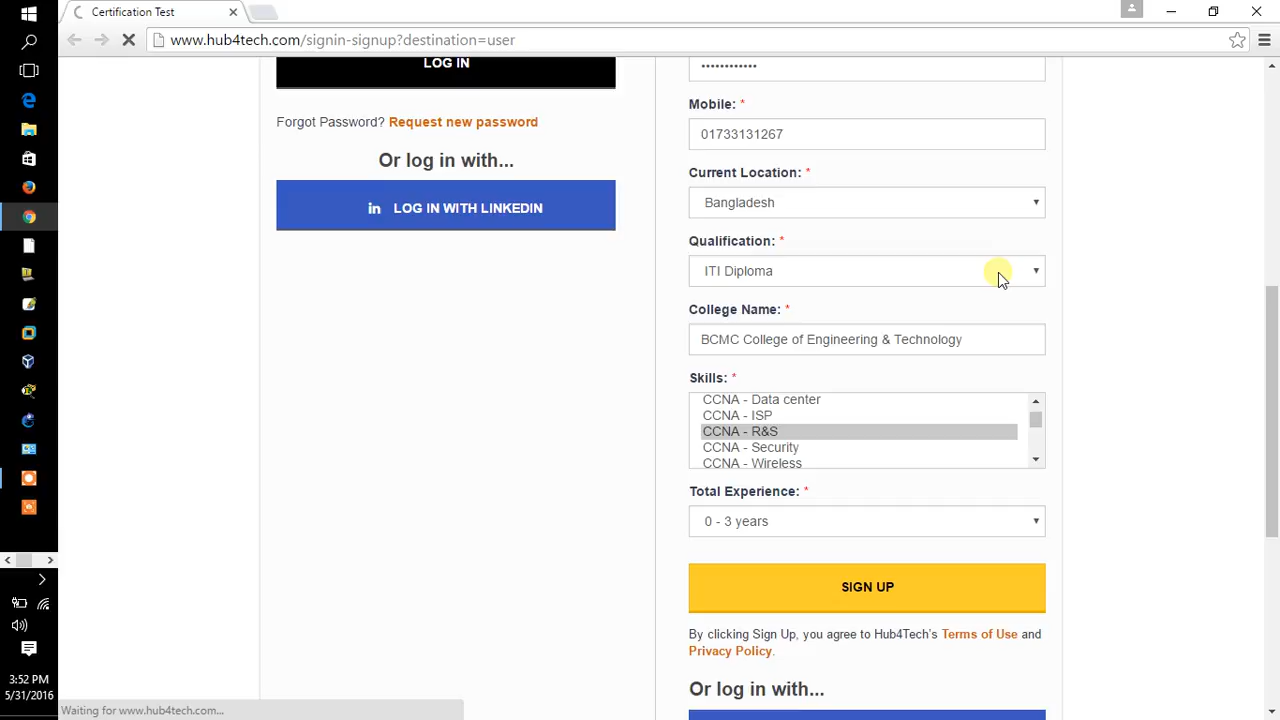 Certification Test
www.hub4tech.com/signin-signup?destination=user
LOG IN
Forgot Password? Request new password
Or log in with...
in LOG IN WITH LINKEDIN
••••••••••••
Mobile: *
01733131267
Current Location: *
Bangladesh
Qualification: *
ITI Diploma
College Name: *
BCMC College of Engineering & Technology
Skills: *
CCNA - Data center
CCNA - ISP
CCNA - R&S
CCNA - Security
CCNA - Wireless
Total Experience: *
0 - 3 years
SIGN UP
By clicking Sign Up, you agree to Hub4Tech's Terms of Use and
Privacy Policy.
Or log in with...
3:52 PM
5/31/2016
Waiting for www.hub4tech.com...